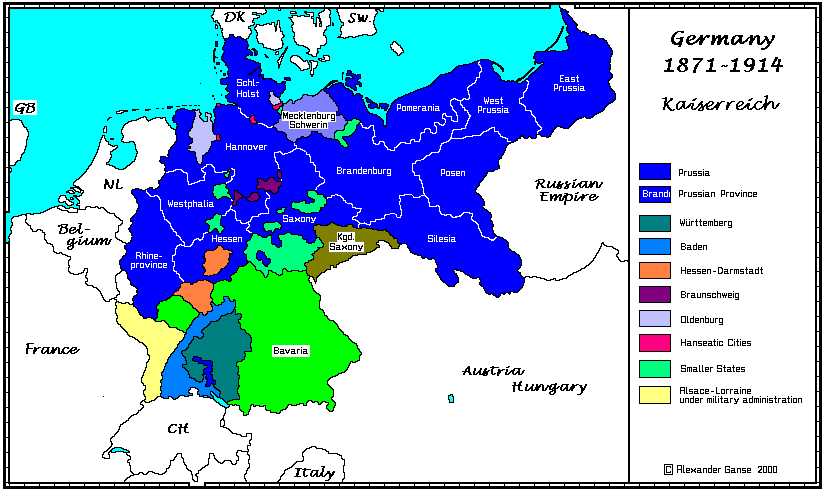 DK
SW.
Germany
1871-1914
Kaiserreich
GB
Schl-
Holst
Mecklenburg
Schwerin
Pomerania
West
Prussia
East
Prussia
Hannover
Brandenburg
Posen
NL
Westphalia
Russian
Empire
Bel-
gium
Saxony
Hessen
Kgd.
Saxony
Silesia
Rhine-
province
France
Bavaria
Austria
Hungary
CH
Italy
Prussia
Brande
Prussian Province
Württemberg
Baden
Hessen-Darmstadt
Braunschweig
Oldenburg
Hanseatic Cities
Smaller States
Alsace-Lorraine
under military administration
© Alexander Ganse 2000